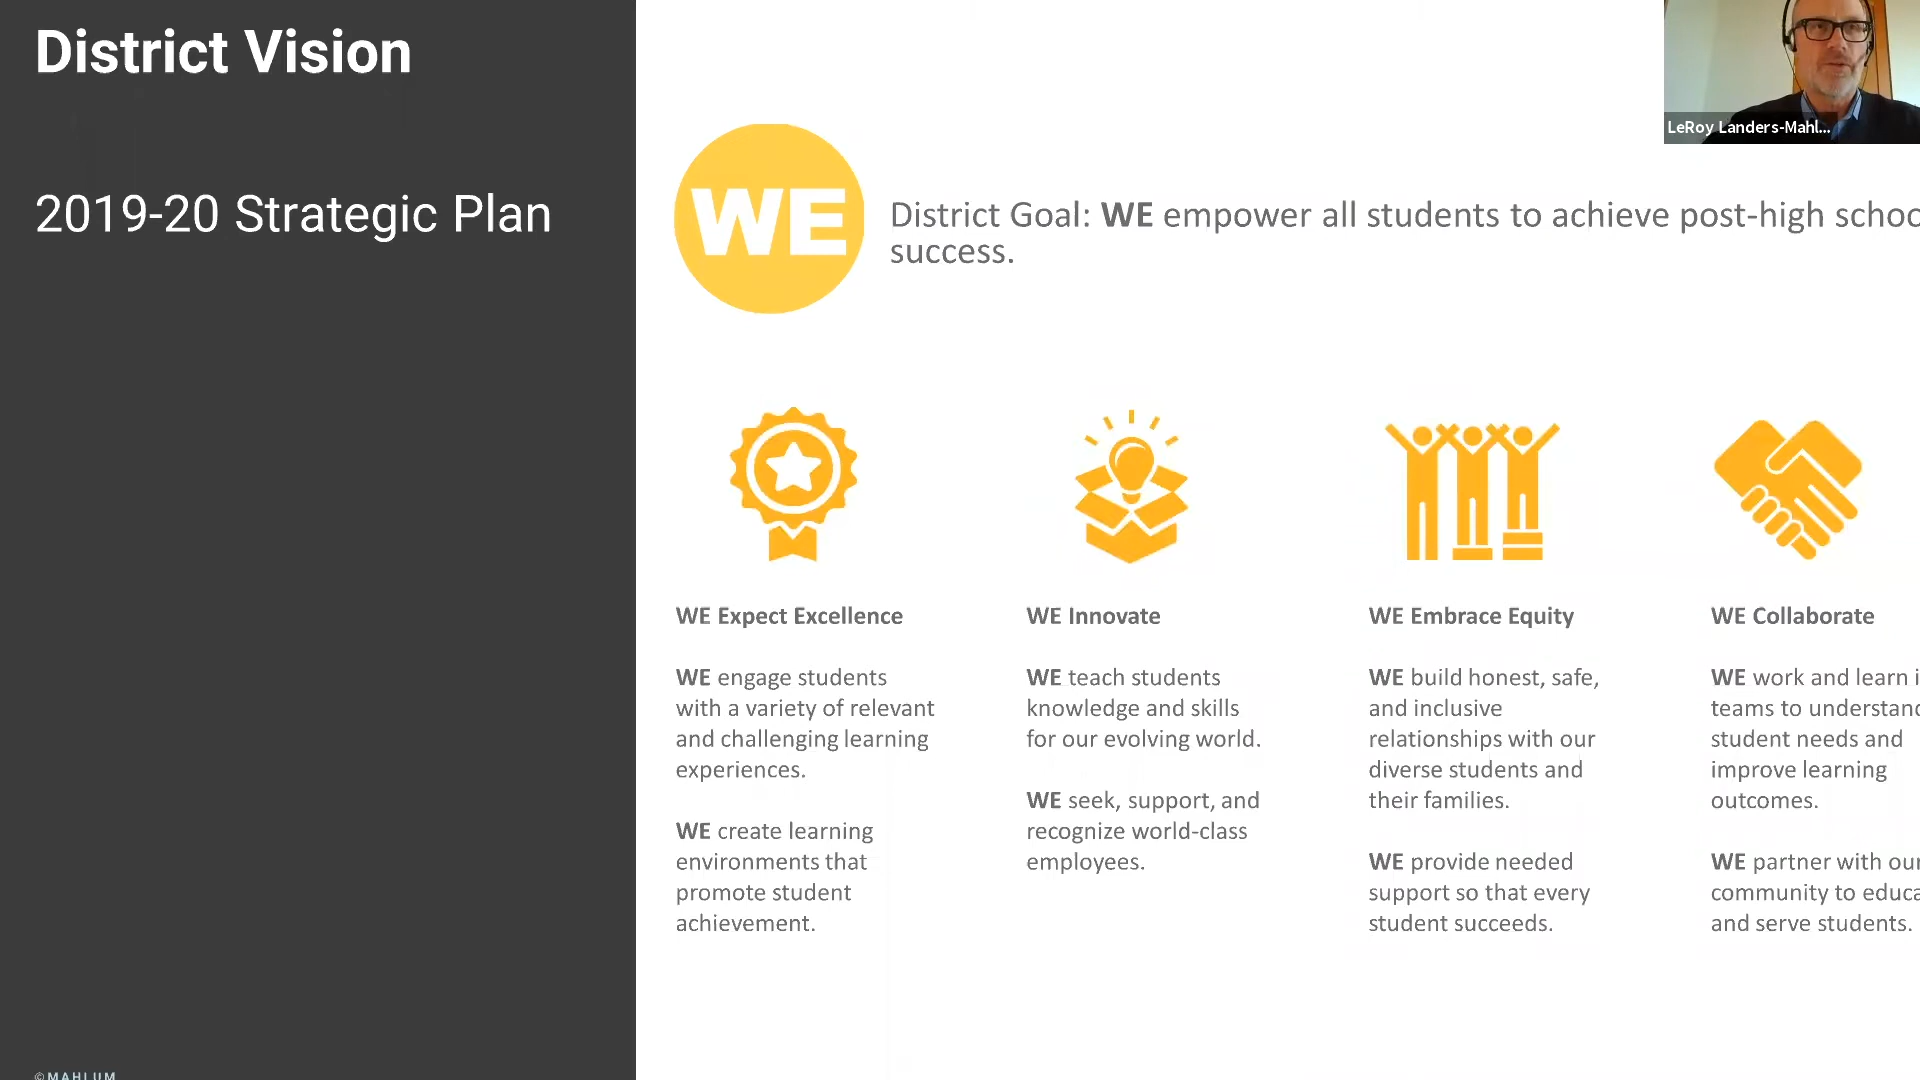 District Vision
2019-20 Strategic Plan
©MAHLUM
LeRoy Landers-Mahl...
WE
District Goal: WE empower all students to achieve post-high schoo
success.
WE Expect Excellence
WE engage students
with a variety of relevant
and challenging learning
experiences.
WE create learning
environments that
promote student
achievement.
WE Innovate
WE teach students
knowledge and skills
for our evolving world.
WE seek, support, and
recognize world-class
employees.
WE Embrace Equity
WE build honest, safe,
and inclusive
relationships with our
diverse students and
their families.
WE provide needed
support so that every
student succeeds.
WE Collaborate
WE work and learn i
teams to understand
student needs and
improve learning
outcomes.
WE partner with our
community to educa
and serve students.